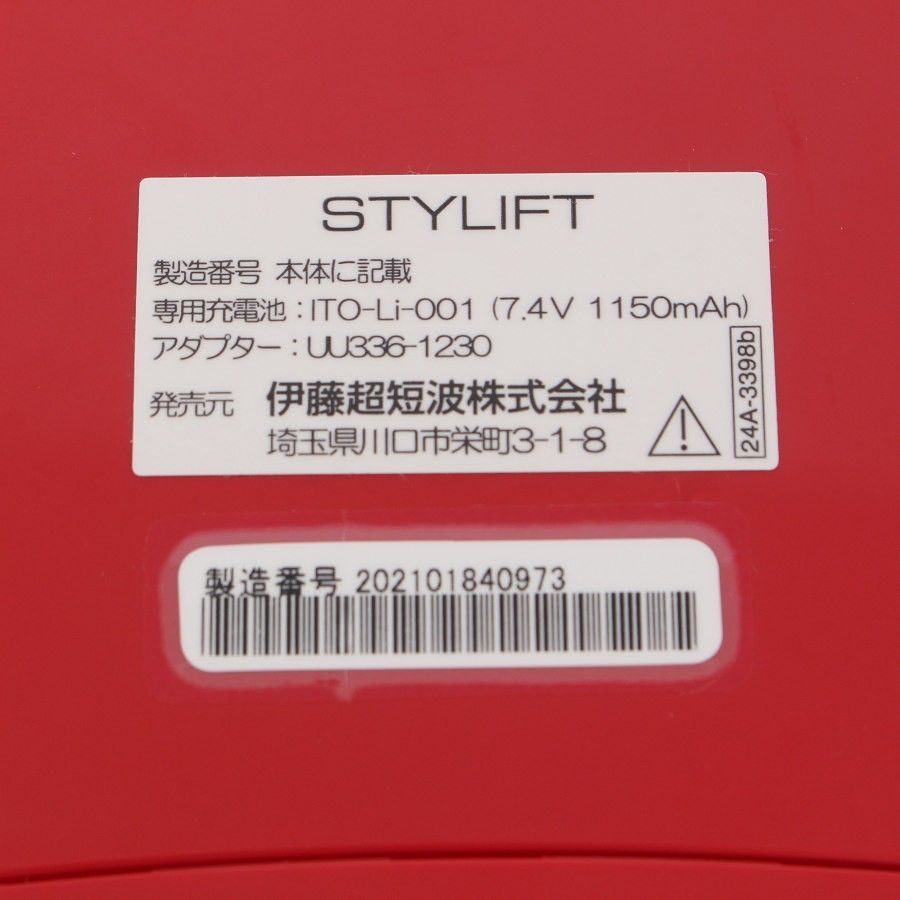 STYLIFT
製造番号 本体に記載
専用充電池：ITO-Li-001 (7.4V 1150mAh)
アダプター：UU336-1230
発売元 伊藤超短波株式会社
埼玉県川口市栄町3-1-8
24A-3398b
製造番号 202101840973